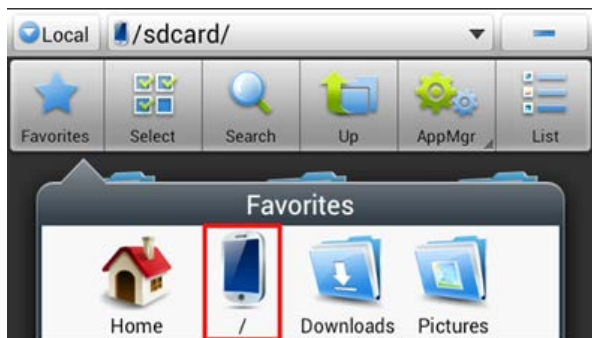 Local /sdcard/
Favorites Select Search Up AppMgr List
Favorites
Home / Downloads Pictures